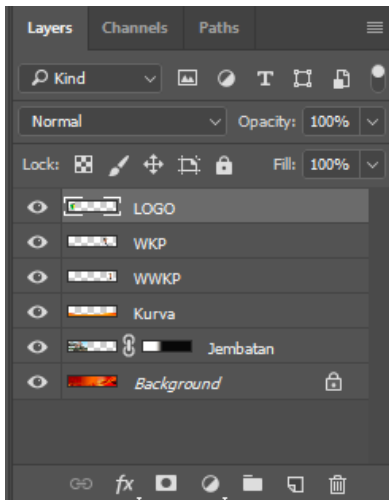 Layers Channels Paths
Kind
Normal Opacity: 100%
Lock: Fill: 100%
LOGO
WKP
WWKP
Kurva
Jembatan
Background
fx